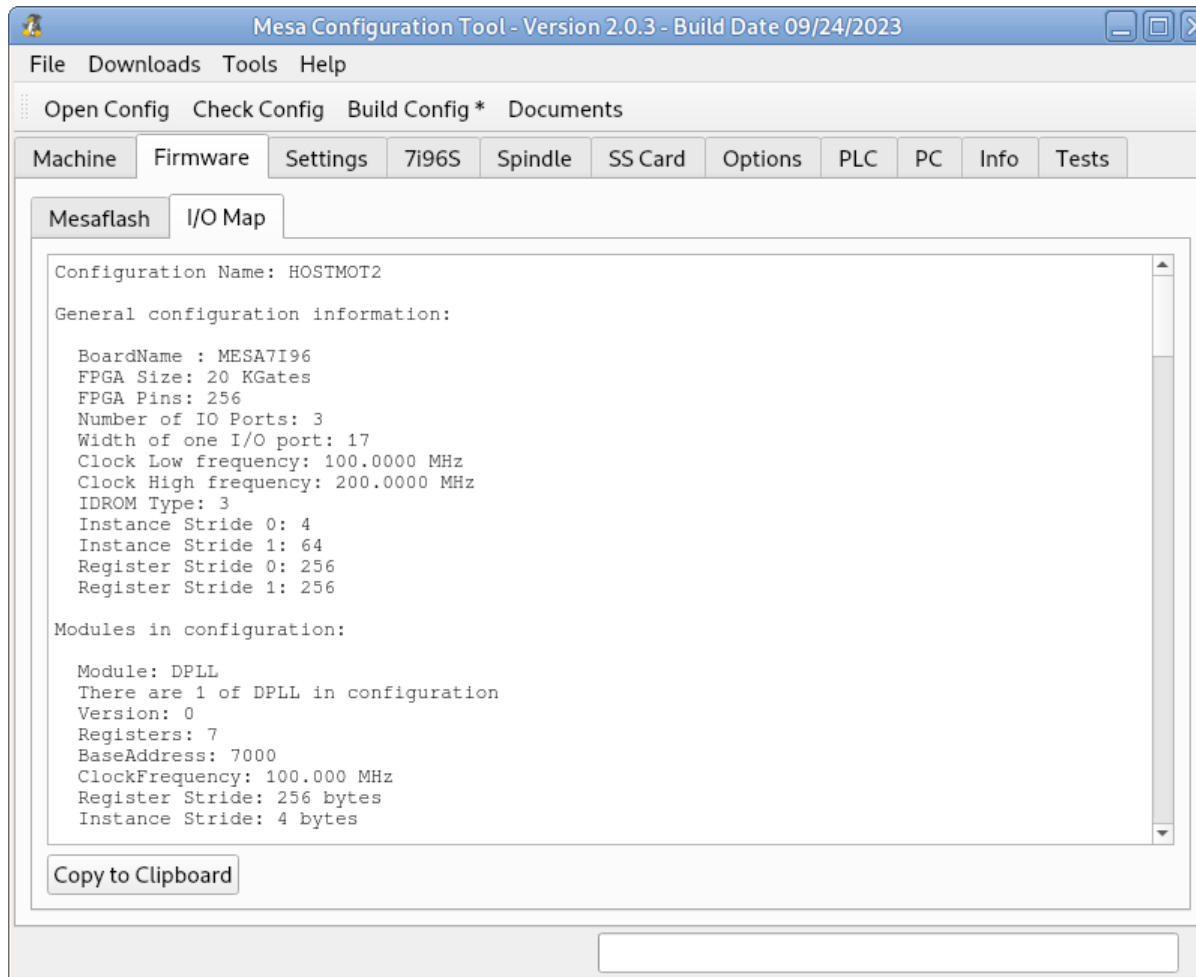 Mesa Configuration Tool - Version 2.0.3 - Build Date 09/24/2023
File Downloads Tools Help
Open Config Check Config Build Config * Documents
Machine Firmware Settings 7i96S Spindle SS Card Options PLC PC Info Tests
Mesaflash I/O Map
Configuration Name: HOSTMOT2
General configuration information:
BoardName : MESA7I96
FPGA Size: 20 KGates
FPGA Pins: 256
Number of IO Ports: 3
Width of one I/O port: 17
Clock Low frequency: 100.0000 MHz
Clock High frequency: 200.0000 MHz
IDROM Type: 3
Instance Stride 0: 4
Instance Stride 1: 64
Register Stride 0: 256
Register Stride 1: 256
Modules in configuration:
Module: DPLL
There are 1 of DPLL in configuration
Version: 0
Registers: 7
BaseAddress: 7000
ClockFrequency: 100.000 MHz
Register Stride: 256 bytes
Instance Stride: 4 bytes
Copy to Clipboard